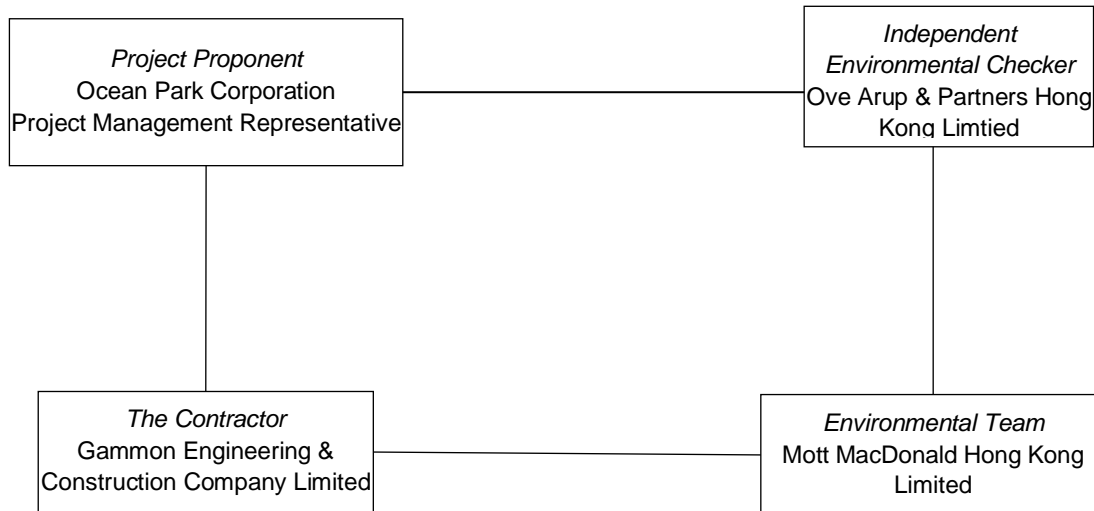 Project Proponent
Ocean Park Corporation
Project Management Representative
Independent
Environmental Checker
Ove Arup & Partners Hong
Kong Limtied
The Contractor
Gammon Engineering &
Construction Company Limited
Environmental Team
Mott MacDonald Hong Kong
Limited